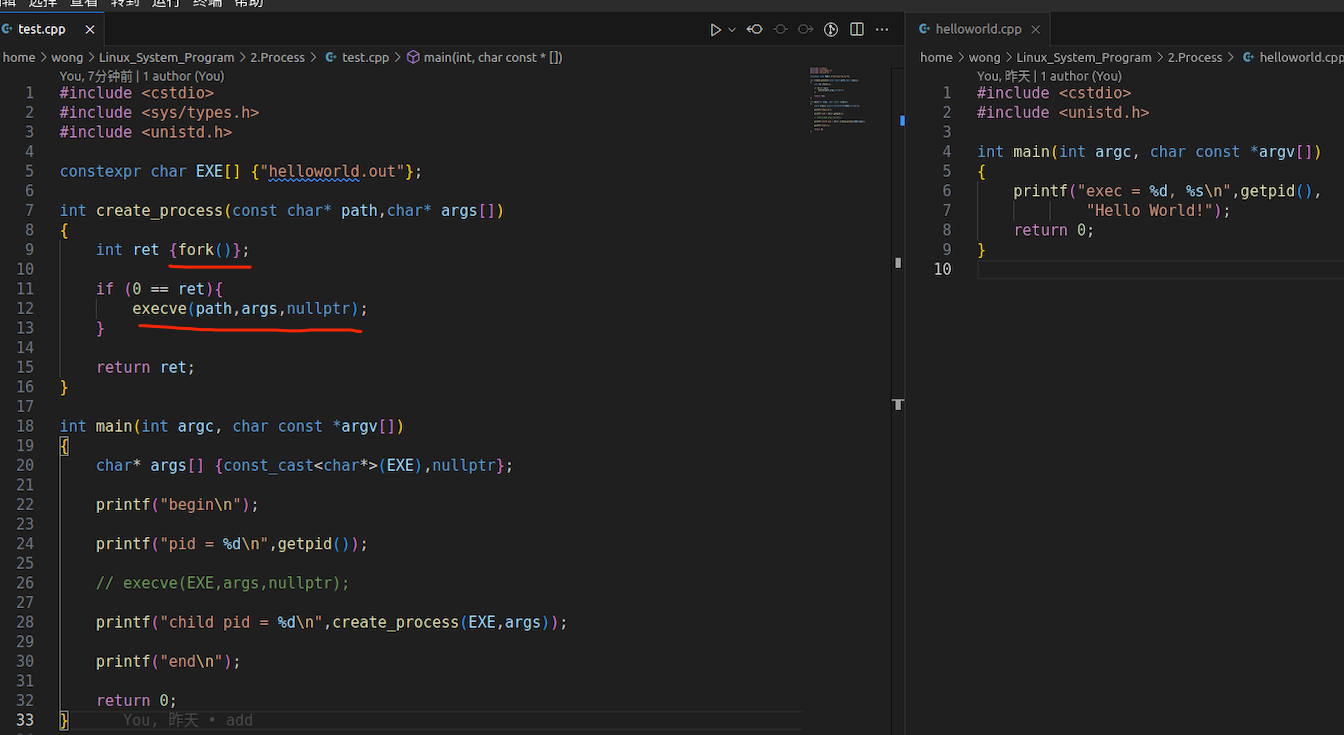 选择 查看 转到 运行 终端 帮助
test.cpp
home > wong > Linux_System_Program > 2.Process > test.cpp > main(int, char const * [])
You, 7分钟前 | 1 author (You)
1 #include <cstdio>
2 #include <sys/types.h>
3 #include <unistd.h>
4
5 constexpr char EXE[] {"helloworld.out"};
6
7 int create_process(const char* path,char* args[])
8 {
9 int ret {fork()};
10
11 if (0 == ret){
12 execve(path,args,nullptr);
13 }
14
15 return ret;
16 }
17
18 int main(int argc, char const *argv[])
19 {
20 char* args[] {const_cast<char*>(EXE),nullptr};
21
22 printf("begin\n");
23
24 printf("pid = %d\n",getpid());
25
26 // execve(EXE,args,nullptr);
27
28 printf("child pid = %d\n",create_process(EXE,args));
29
30 printf("end\n");
31
32 return 0;
33 } You, 昨天 • add
helloworld.cpp
home > wong > Linux_System_Program > 2.Process > helloworld.cpp
You, 昨天 | 1 author (You)
1 #include <cstdio>
2 #include <unistd.h>
3
4 int main(int argc, char const *argv[])
5 {
6 printf("exec = %d, %s\n",getpid(),
7 "Hello World!");
8 return 0;
9 }
10